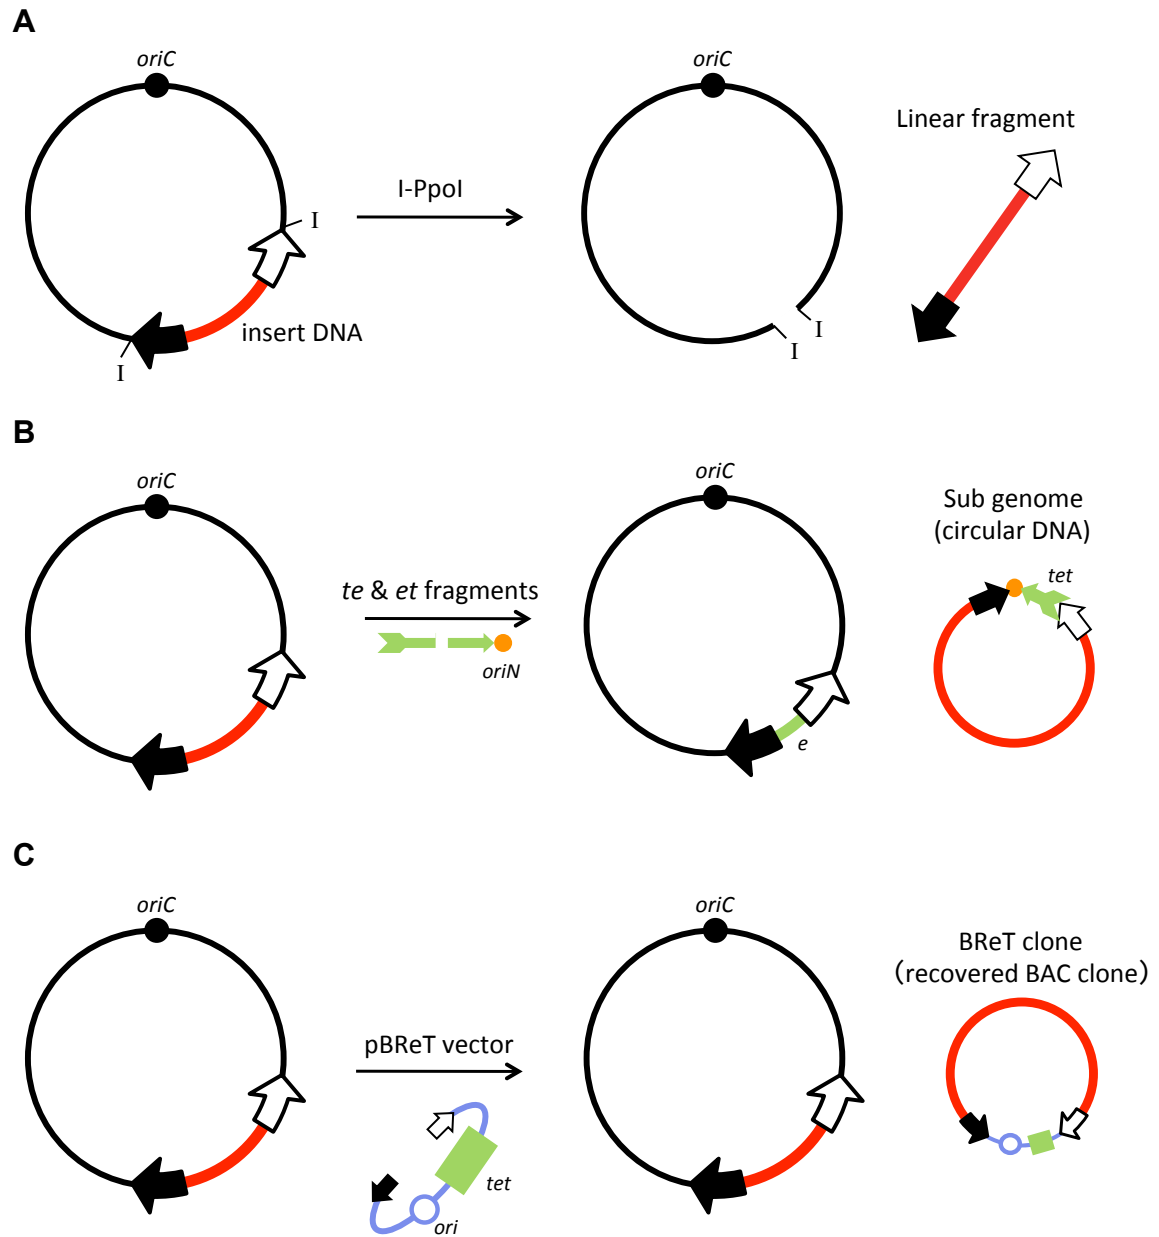 A
oriC
I
insert DNA
I
I-PpoI
oriC
I
I
Linear fragment
B
oriC
te & et fragments
oriN
oriC
e
Sub genome
(circular DNA)
tet
C
oriC
pBReT vector
tet
ori
oriC
BReT clone
（recovered BAC clone）